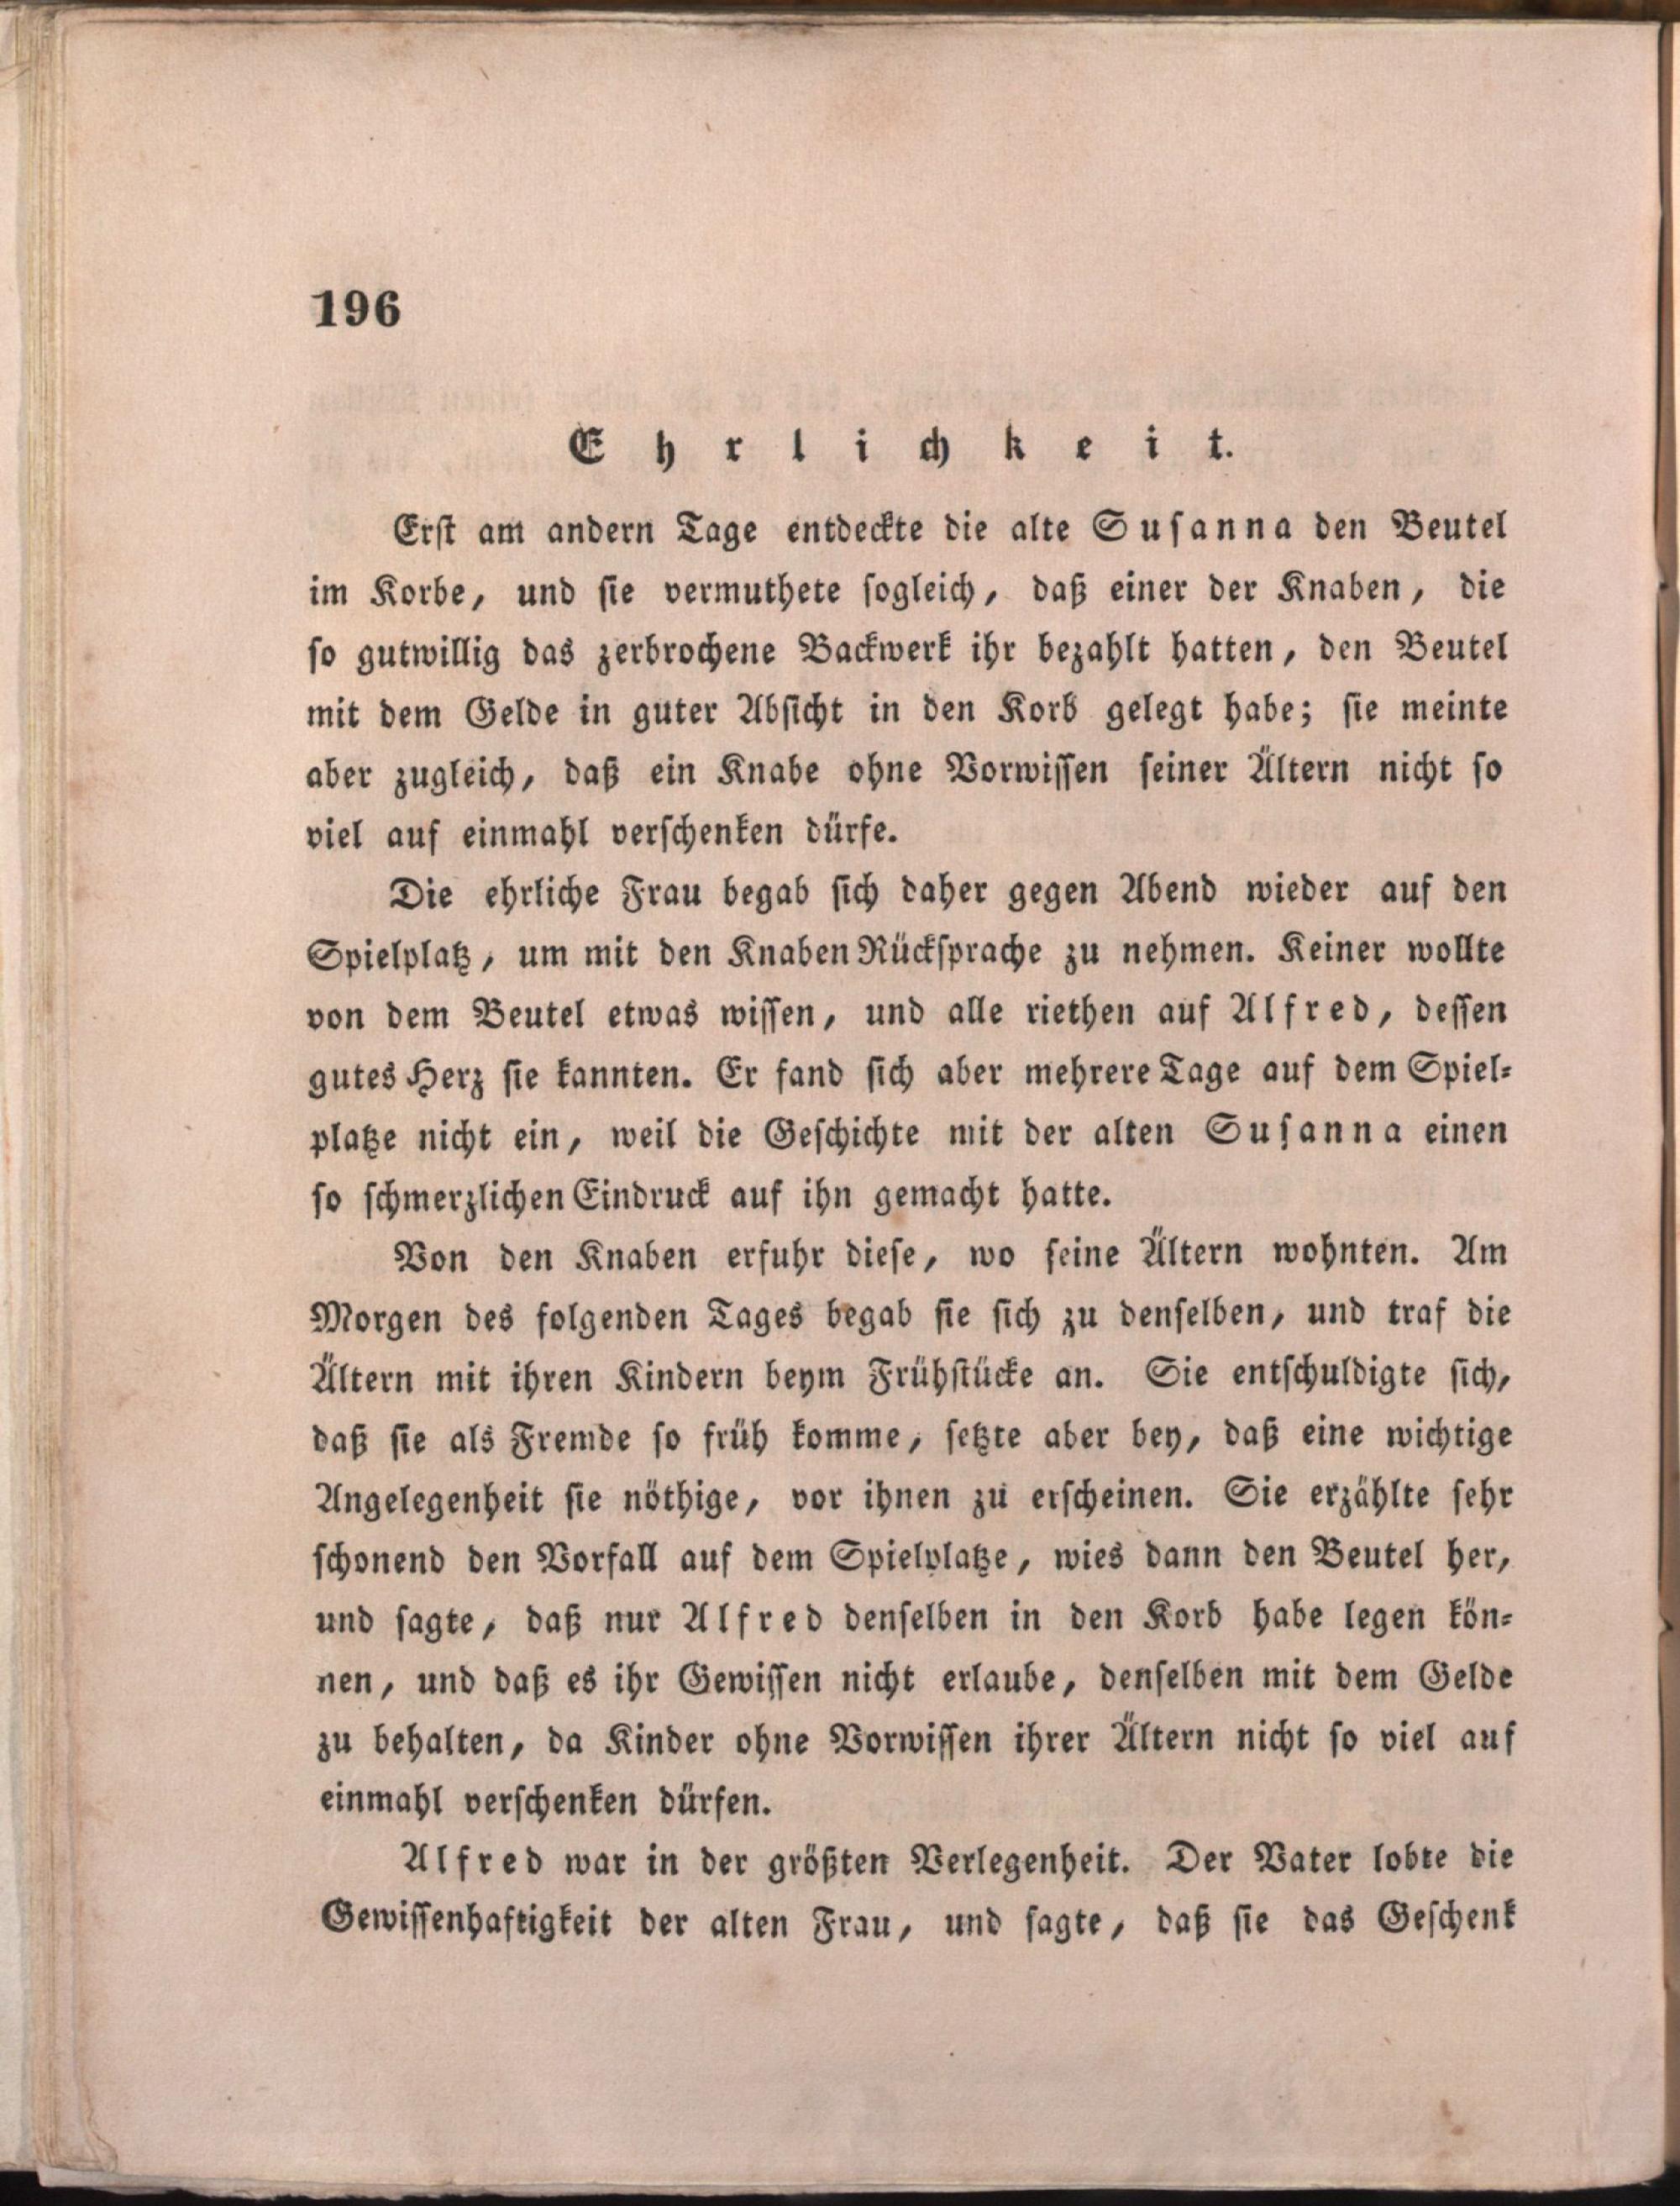 196
Ehrlichkeit.
Erst am andern Tage entdeckte die alte Susanna den Beutel
im Korbe, und sie vermuthete sogleich, daß einer der Knaben, die
so gutwillig das zerbrochene Backwerk ihr bezahlt hatten, den Beutel
mit dem Gelde in guter Absicht in den Korb gelegt habe; sie meinte
aber zugleich, daß ein Knabe ohne Vorwissen seiner Ältern nicht so
viel auf einmahl verschenken dürfe.
Die ehrliche Frau begab sich daher gegen Abend wieder auf den
Spielplatz, um mit den Knaben Rücksprache zu nehmen. Keiner wollte
von dem Beutel etwas wissen, und alle riethen auf Alfred, dessen
gutes Herz sie kannten. Er fand sich aber mehrere Tage auf dem Spiel-
platze nicht ein, weil die Geschichte mit der alten Susanna einen
so schmerzlichen Eindruck auf ihn gemacht hatte.
Von den Knaben erfuhr diese, wo seine Ältern wohnten. Am
Morgen des folgenden Tages begab sie sich zu denselben, und traf die
Ältern mit ihren Kindern beym Frühstücke an. Sie entschuldigte sich,
daß sie als Fremde so früh komme, setzte aber bey, daß eine wichtige
Angelegenheit sie nöthige, vor ihnen zu erscheinen. Sie erzählte sehr
schonend den Vorfall auf dem Spielplatze, wies dann den Beutel her,
und sagte, daß nur Alfred denselben in den Korb habe legen kön-
nen, und daß es ihr Gewissen nicht erlaube, denselben mit dem Gelde
zu behalten, da Kinder ohne Vorwissen ihrer Ältern nicht so viel auf
einmahl verschenken dürfen.
Alfred war in der größten Verlegenheit. Der Vater lobte die
Gewissenhaftigkeit der alten Frau, und sagte, daß sie das Geschenk